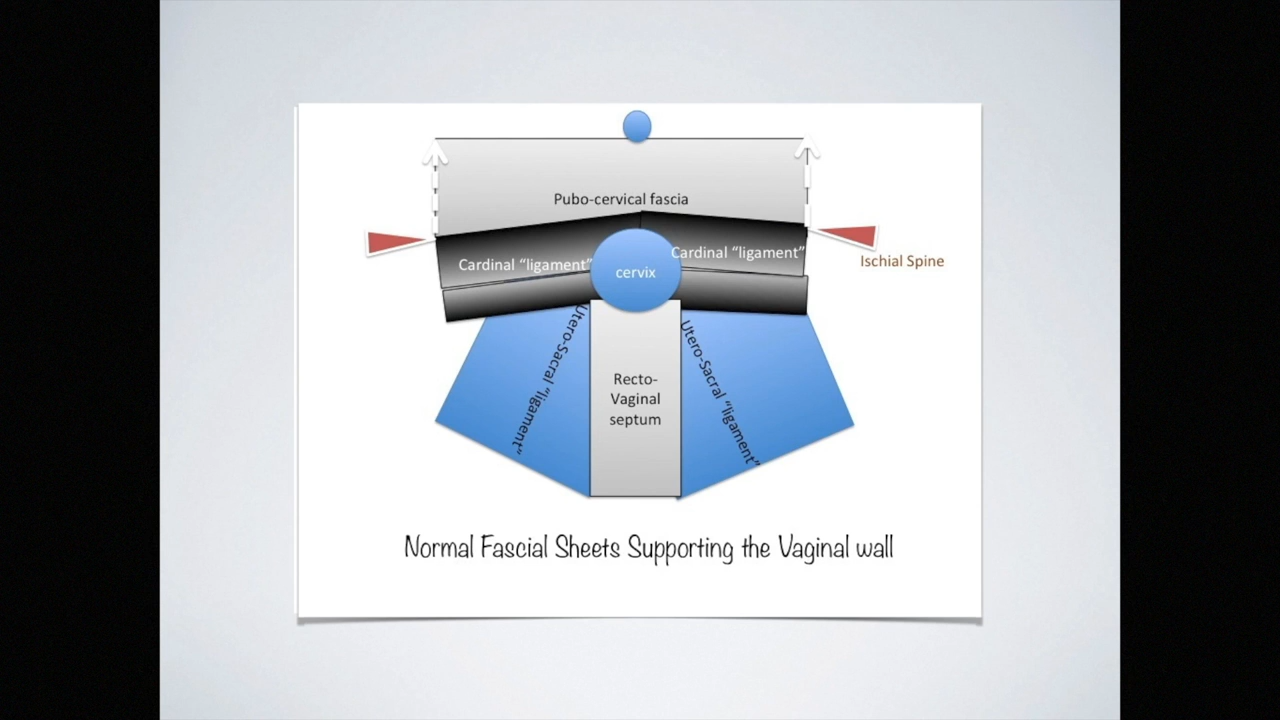 Pubo-cervical fascia
Cardinal “ligament”
Cardinal “ligament”
cervix
Ischial Spine
Utero-Sacral “ligament”
Utero-Sacral “ligament”
Recto-
Vaginal
septum
Normal Fascial Sheets Supporting the Vaginal wall